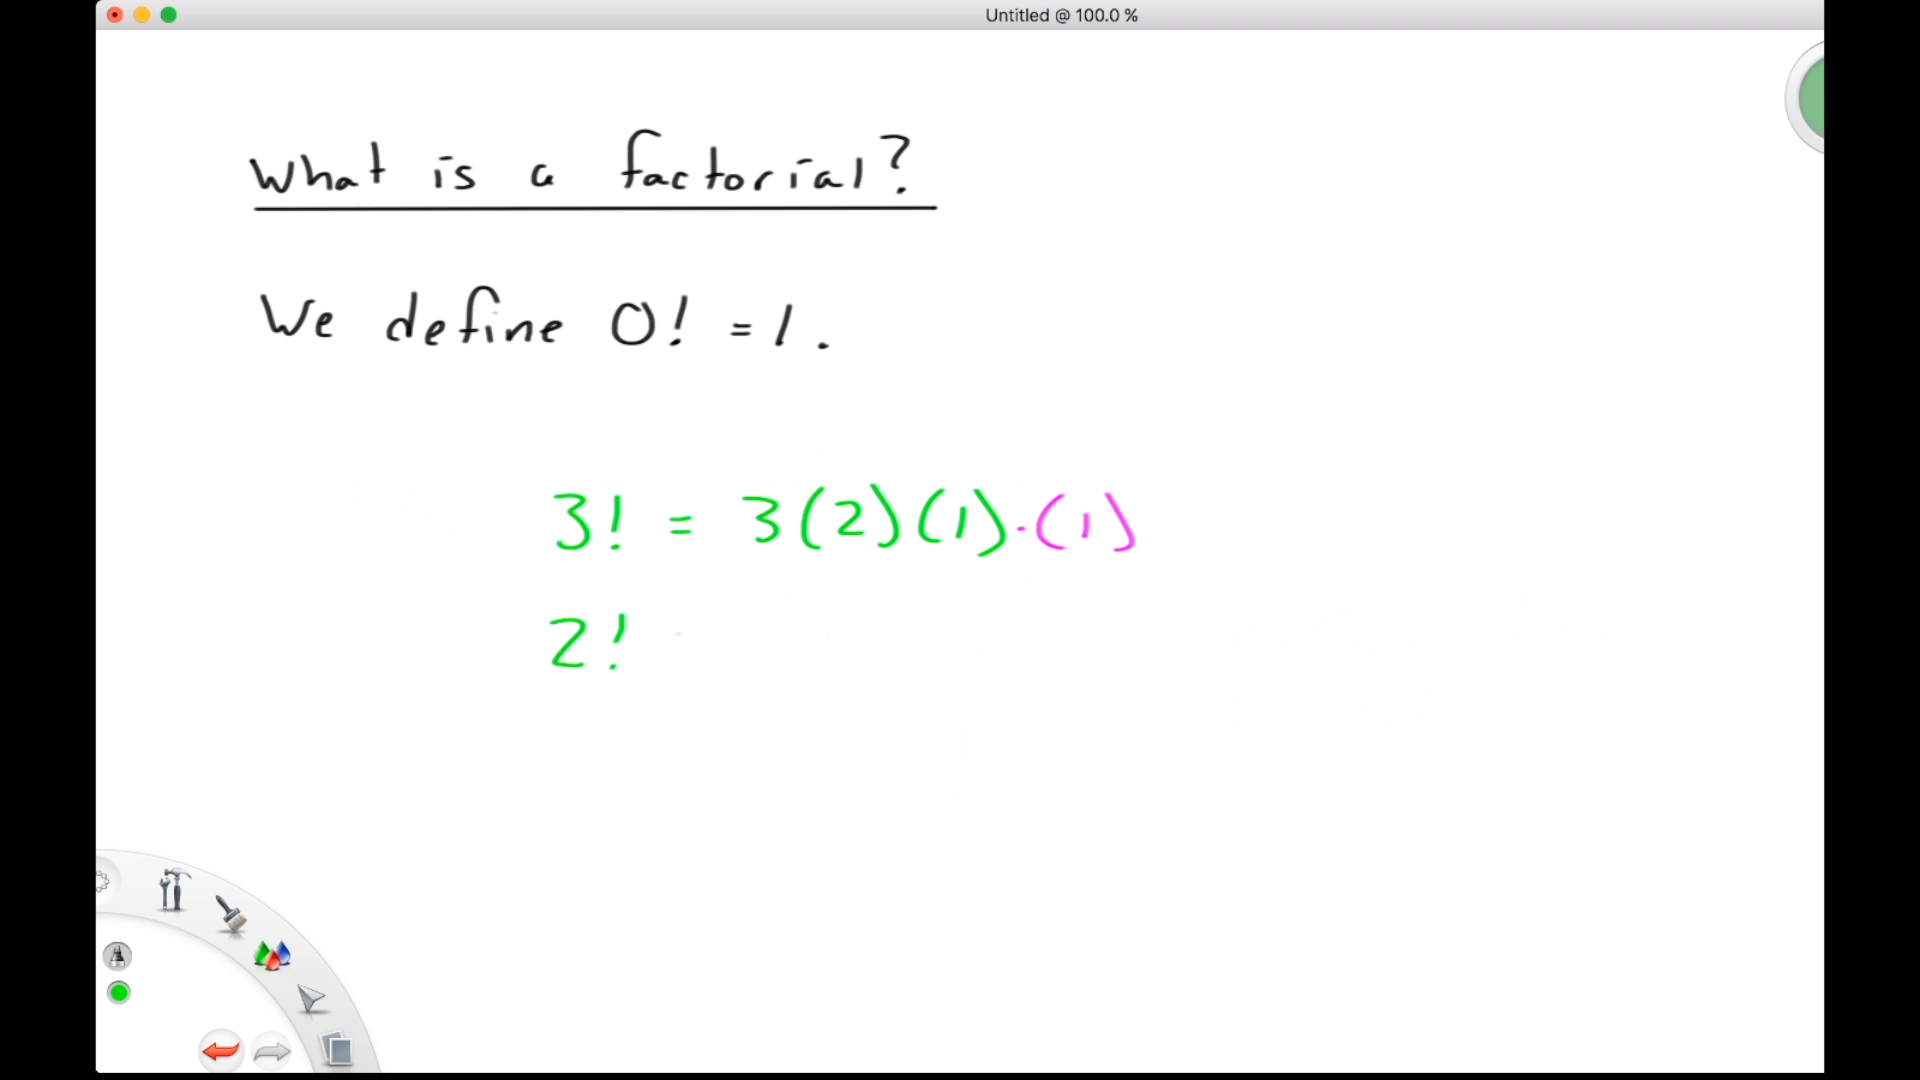 Untitled @ 100.0 %
What is a factorial?
We define 0! = 1.
3! = 3(2)(1)·(1)
2!